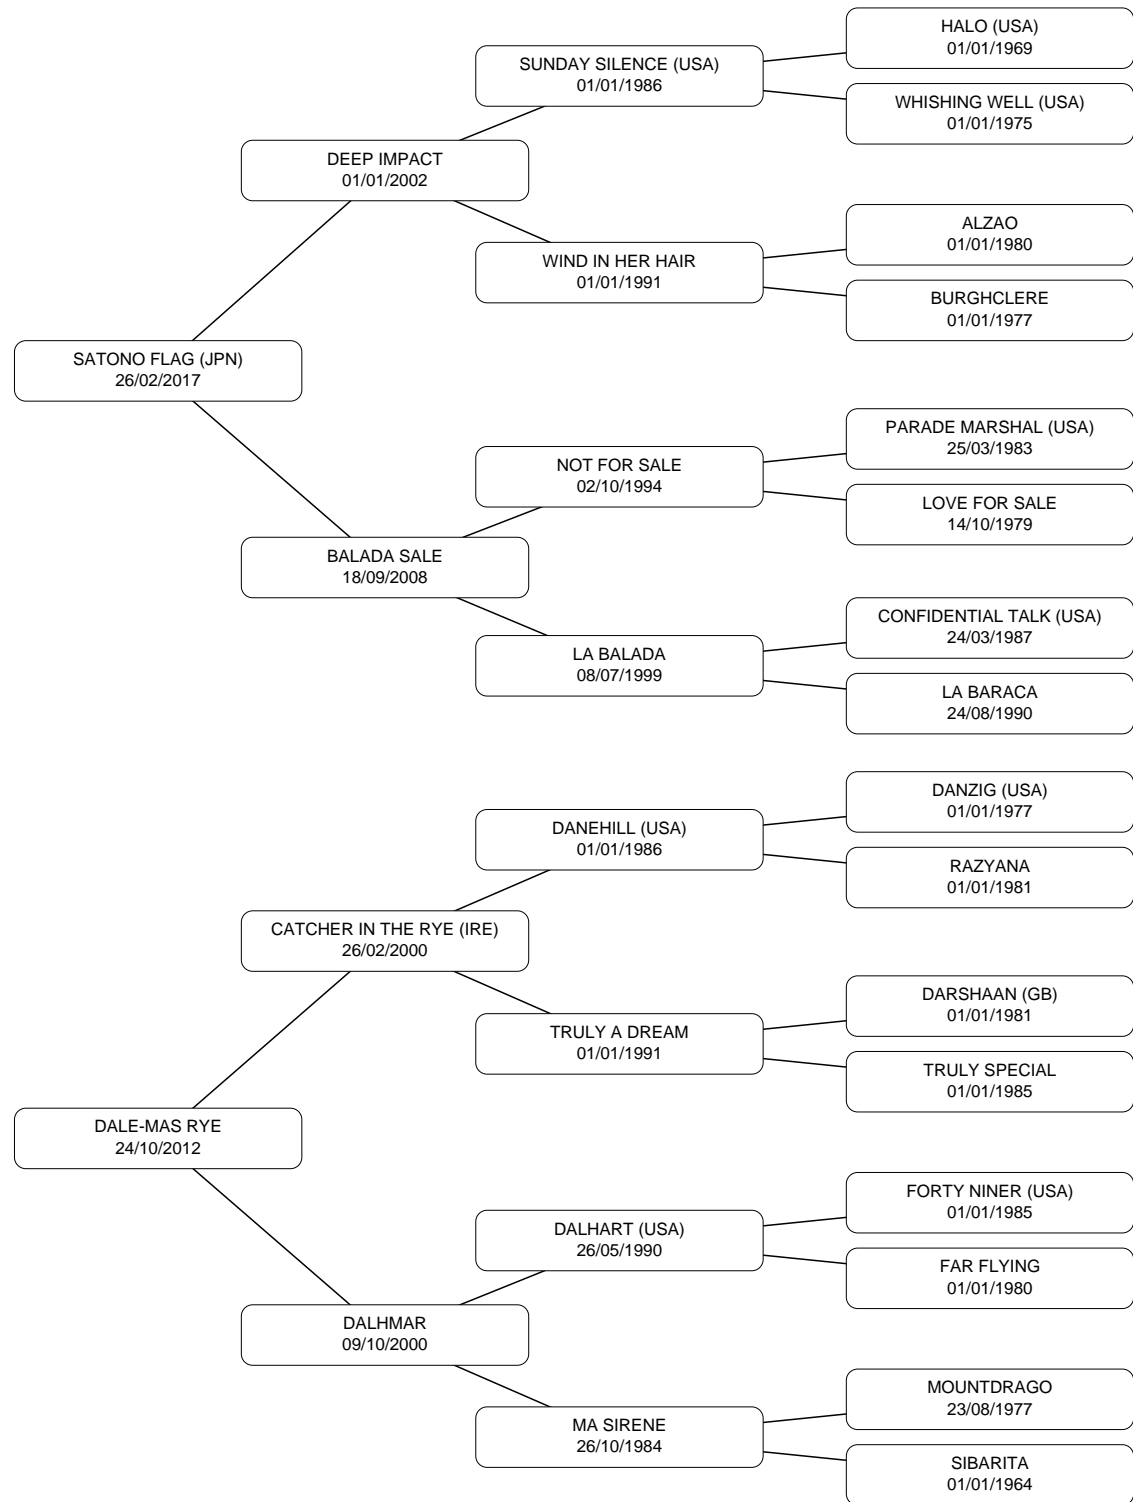 HALO (USA)
01/01/1969
SUNDAY SILENCE (USA)
01/01/1986
WHISHING WELL (USA)
01/01/1975
DEEP IMPACT
01/01/2002
ALZAO
01/01/1980
WIND IN HER HAIR
01/01/1991
BURGHCLERE
01/01/1977
SATONO FLAG (JPN)
26/02/2017
PARADE MARSHAL (USA)
25/03/1983
NOT FOR SALE
02/10/1994
LOVE FOR SALE
14/10/1979
BALADA SALE
18/09/2008
CONFIDENTIAL TALK (USA)
24/03/1987
LA BALADA
08/07/1999
LA BARACA
24/08/1990
DANZIG (USA)
01/01/1977
DANEHILL (USA)
01/01/1986
RAZYANA
01/01/1981
CATCHER IN THE RYE (IRE)
26/02/2000
DARSHAAN (GB)
01/01/1981
TRULY A DREAM
01/01/1991
TRULY SPECIAL
01/01/1985
DALE-MAS RYE
24/10/2012
FORTY NINER (USA)
01/01/1985
DALHART (USA)
26/05/1990
FAR FLYING
01/01/1980
DALHMAR
09/10/2000
MOUNTDRAGO
23/08/1977
MA SIRENE
26/10/1984
SIBARITA
01/01/1964